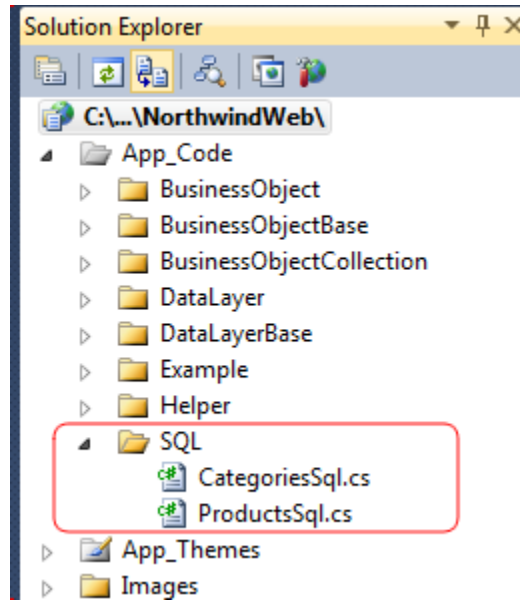 Solution Explorer
C:\...\NorthwindWeb\
App_Code
BusinessObject
BusinessObjectBase
BusinessObjectCollection
DataLayer
DataLayerBase
Example
Helper
SQL
CategoriesSql.cs
ProductsSql.cs
App_Themes
Images